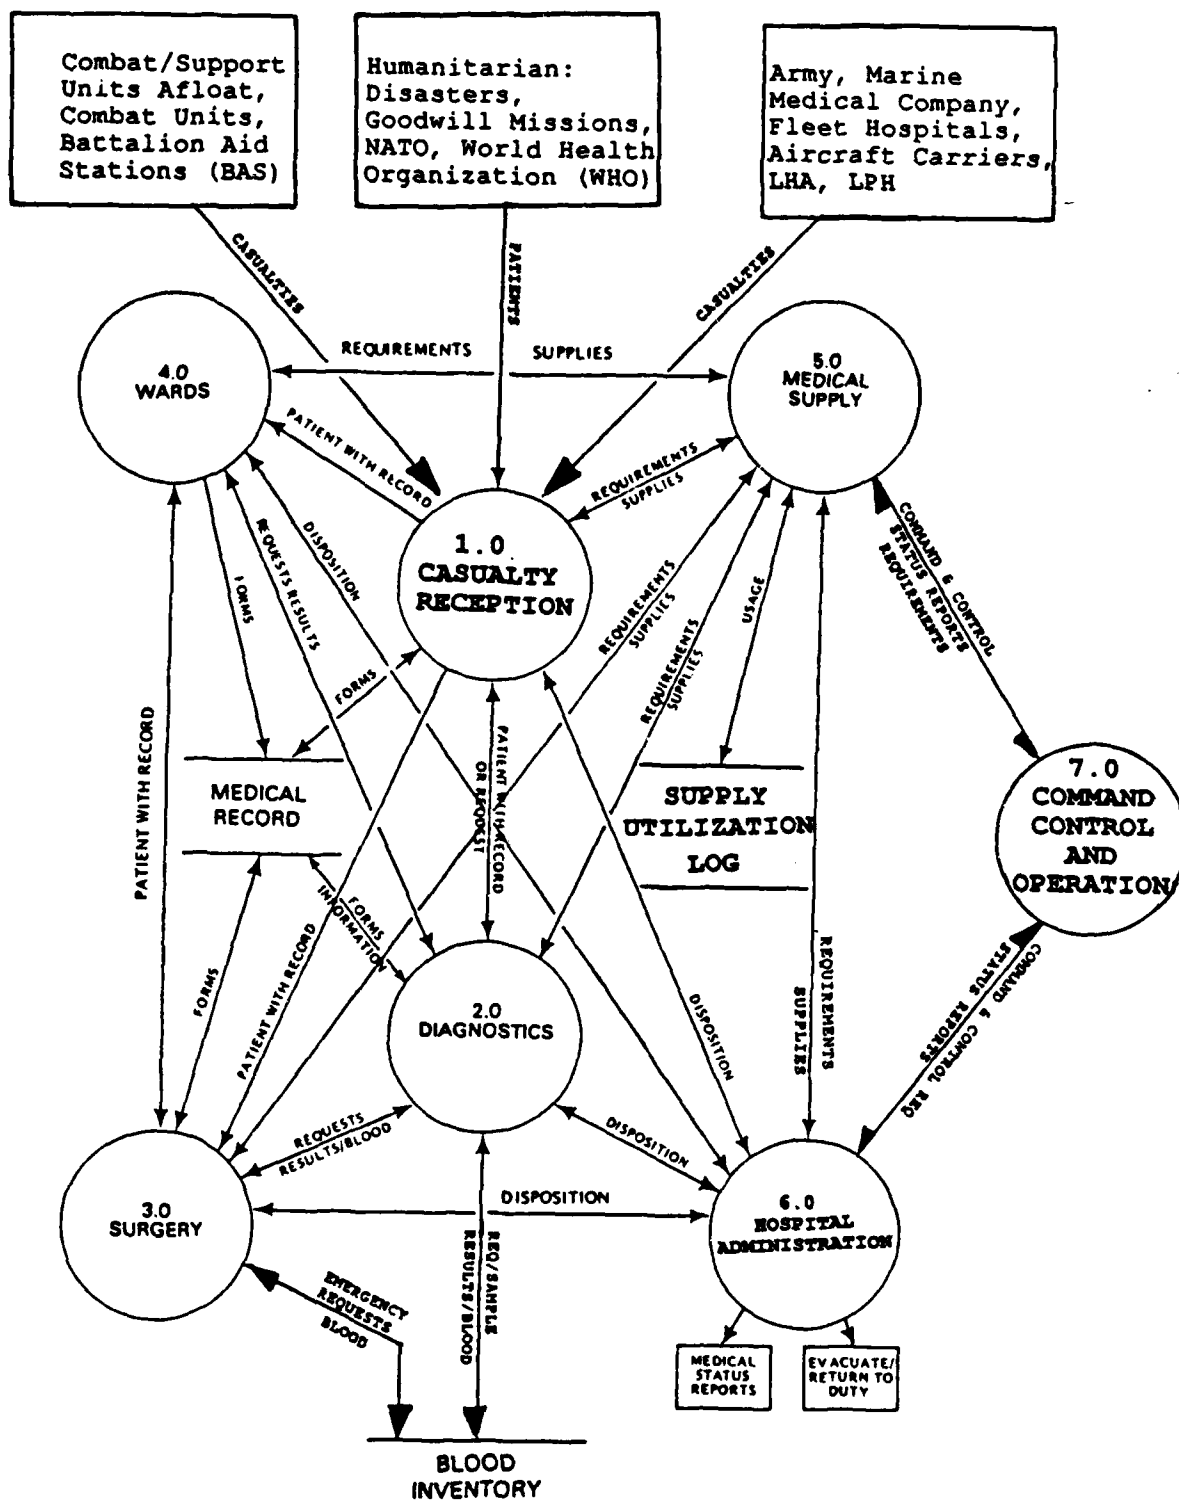 Combat/Support
Units Afloat,
Combat Units,
Battalion Aid
Stations (BAS)
Humanitarian:
Disasters,
Goodwill Missions,
NATO, World Health
Organization (WHO)
Army, Marine
Medical Company,
Fleet Hospitals,
Aircraft Carriers,
LHA, LPH
CASUALTIES
PATIENTS
CASUALTIES
REQUIREMENTS
SUPPLIES
4.0
WARDS
5.0
MEDICAL
SUPPLY
PATIENT WITH RECORD
REQUIREMENTS
SUPPLIES
1.0
CASUALTY
RECEPTION
REQUESTS RESULTS
DISPOSITION
FORMS
FORMS
REQUIREMENTS
SUPPLIES
REQUIREMENTS
SUPPLIES
USAGE
COMMAND & CONTROL
STATUS REPORTS
REQUIREMENTS
PATIENT WITH RECORD
MEDICAL
RECORD
PATIENT WITH RECORD
OR REQUEST
SUPPLY
UTILIZATION
LOG
7.0
COMMAND
CONTROL
AND
OPERATION
FORMS
INFORMATION
FORMS
PATIENT WITH RECORD
2.0
DIAGNOSTICS
DISPOSITION
REQUIREMENTS
SUPPLIES
COMMAND & CONTROL REQ
STATUS REPORTS
REQUESTS
RESULTS/BLOOD
DISPOSITION
3.0
SURGERY
DISPOSITION
6.0
HOSPITAL
ADMINISTRATION
EMERGENCY
REQUESTS
BLOOD
REQ/SAMPLE
RESULTS/BLOOD
MEDICAL
STATUS
REPORTS
EVACUATE/
RETURN TO
DUTY
BLOOD
INVENTORY